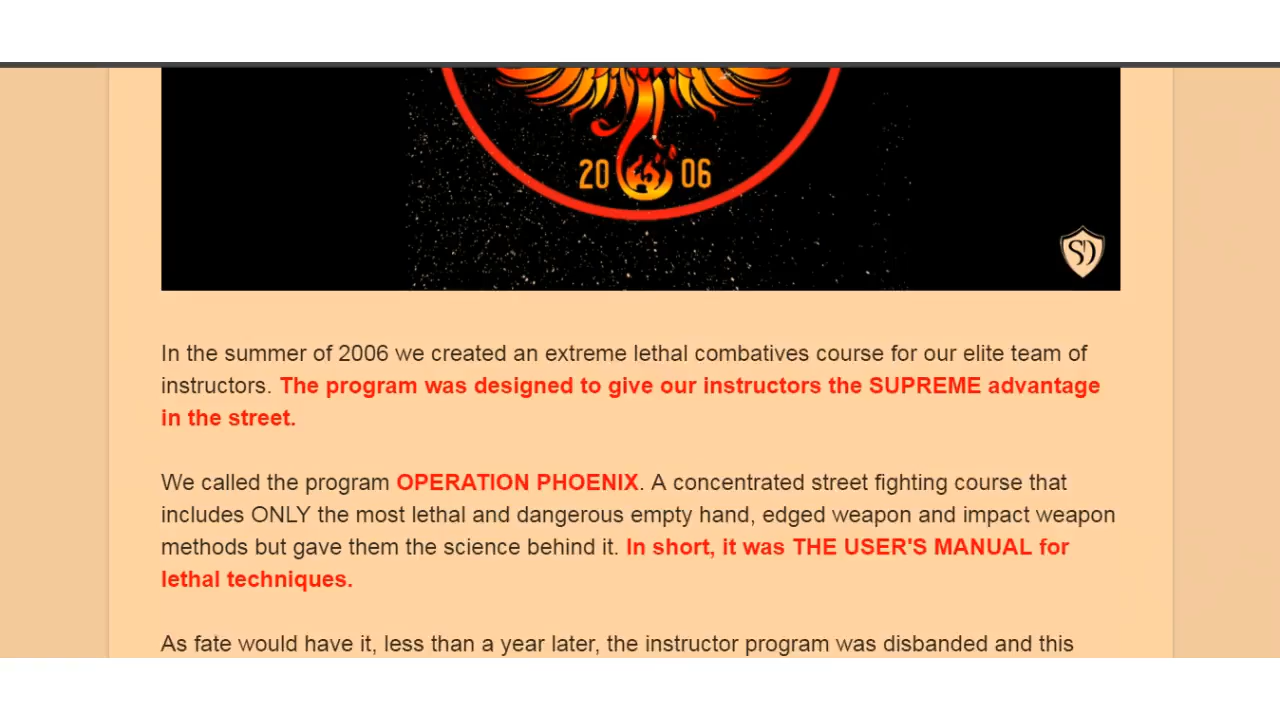 20 06
SD
In the summer of 2006 we created an extreme lethal combatives course for our elite team of
instructors. The program was designed to give our instructors the SUPREME advantage
in the street.
We called the program OPERATION PHOENIX. A concentrated street fighting course that
includes ONLY the most lethal and dangerous empty hand, edged weapon and impact weapon
methods but gave them the science behind it. In short, it was THE USER'S MANUAL for
lethal techniques.
As fate would have it, less than a year later, the instructor program was disbanded and this